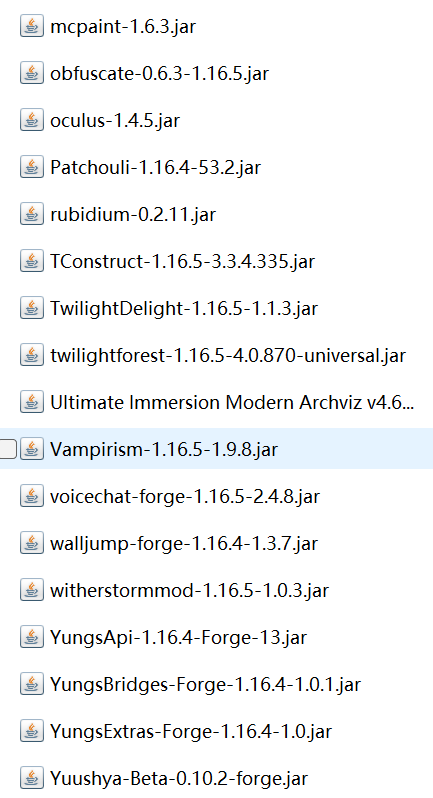 mcpaint-1.6.3.jar
obfuscate-0.6.3-1.16.5.jar
oculus-1.4.5.jar
Patchouli-1.16.4-53.2.jar
rubidium-0.2.11.jar
TConstruct-1.16.5-3.3.4.335.jar
TwilightDelight-1.16.5-1.1.3.jar
twilightforest-1.16.5-4.0.870-universal.jar
Ultimate Immersion Modern Archviz v4.6...
Vampirism-1.16.5-1.9.8.jar
voicechat-forge-1.16.5-2.4.8.jar
walljump-forge-1.16.4-1.3.7.jar
witherstormmod-1.16.5-1.0.3.jar
YungsApi-1.16.4-Forge-13.jar
YungsBridges-Forge-1.16.4-1.0.1.jar
YungsExtras-Forge-1.16.4-1.0.jar
Yuushya-Beta-0.10.2-forge.jar